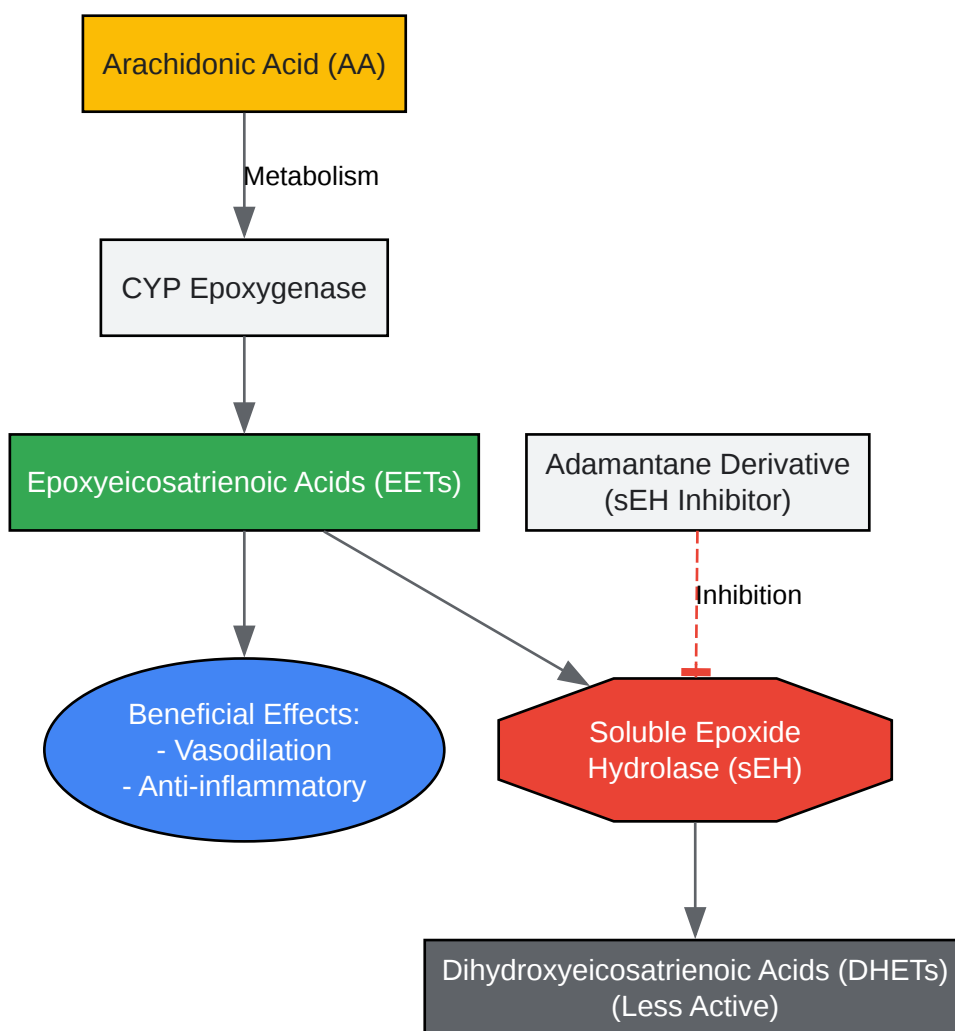 Arachidonic Acid (AA)
Metabolism
CYP Epoxygenase
Epoxyeicosatrienoic Acids (EETs)
Adamantane Derivative
(sEH Inhibitor)
Inhibition
Beneficial Effects:
- Vasodilation
- Anti-inflammatory
Soluble Epoxide
Hydrolase (sEH)
Dihydroxyeicosatrienoic Acids (DHETs)
(Less Active)